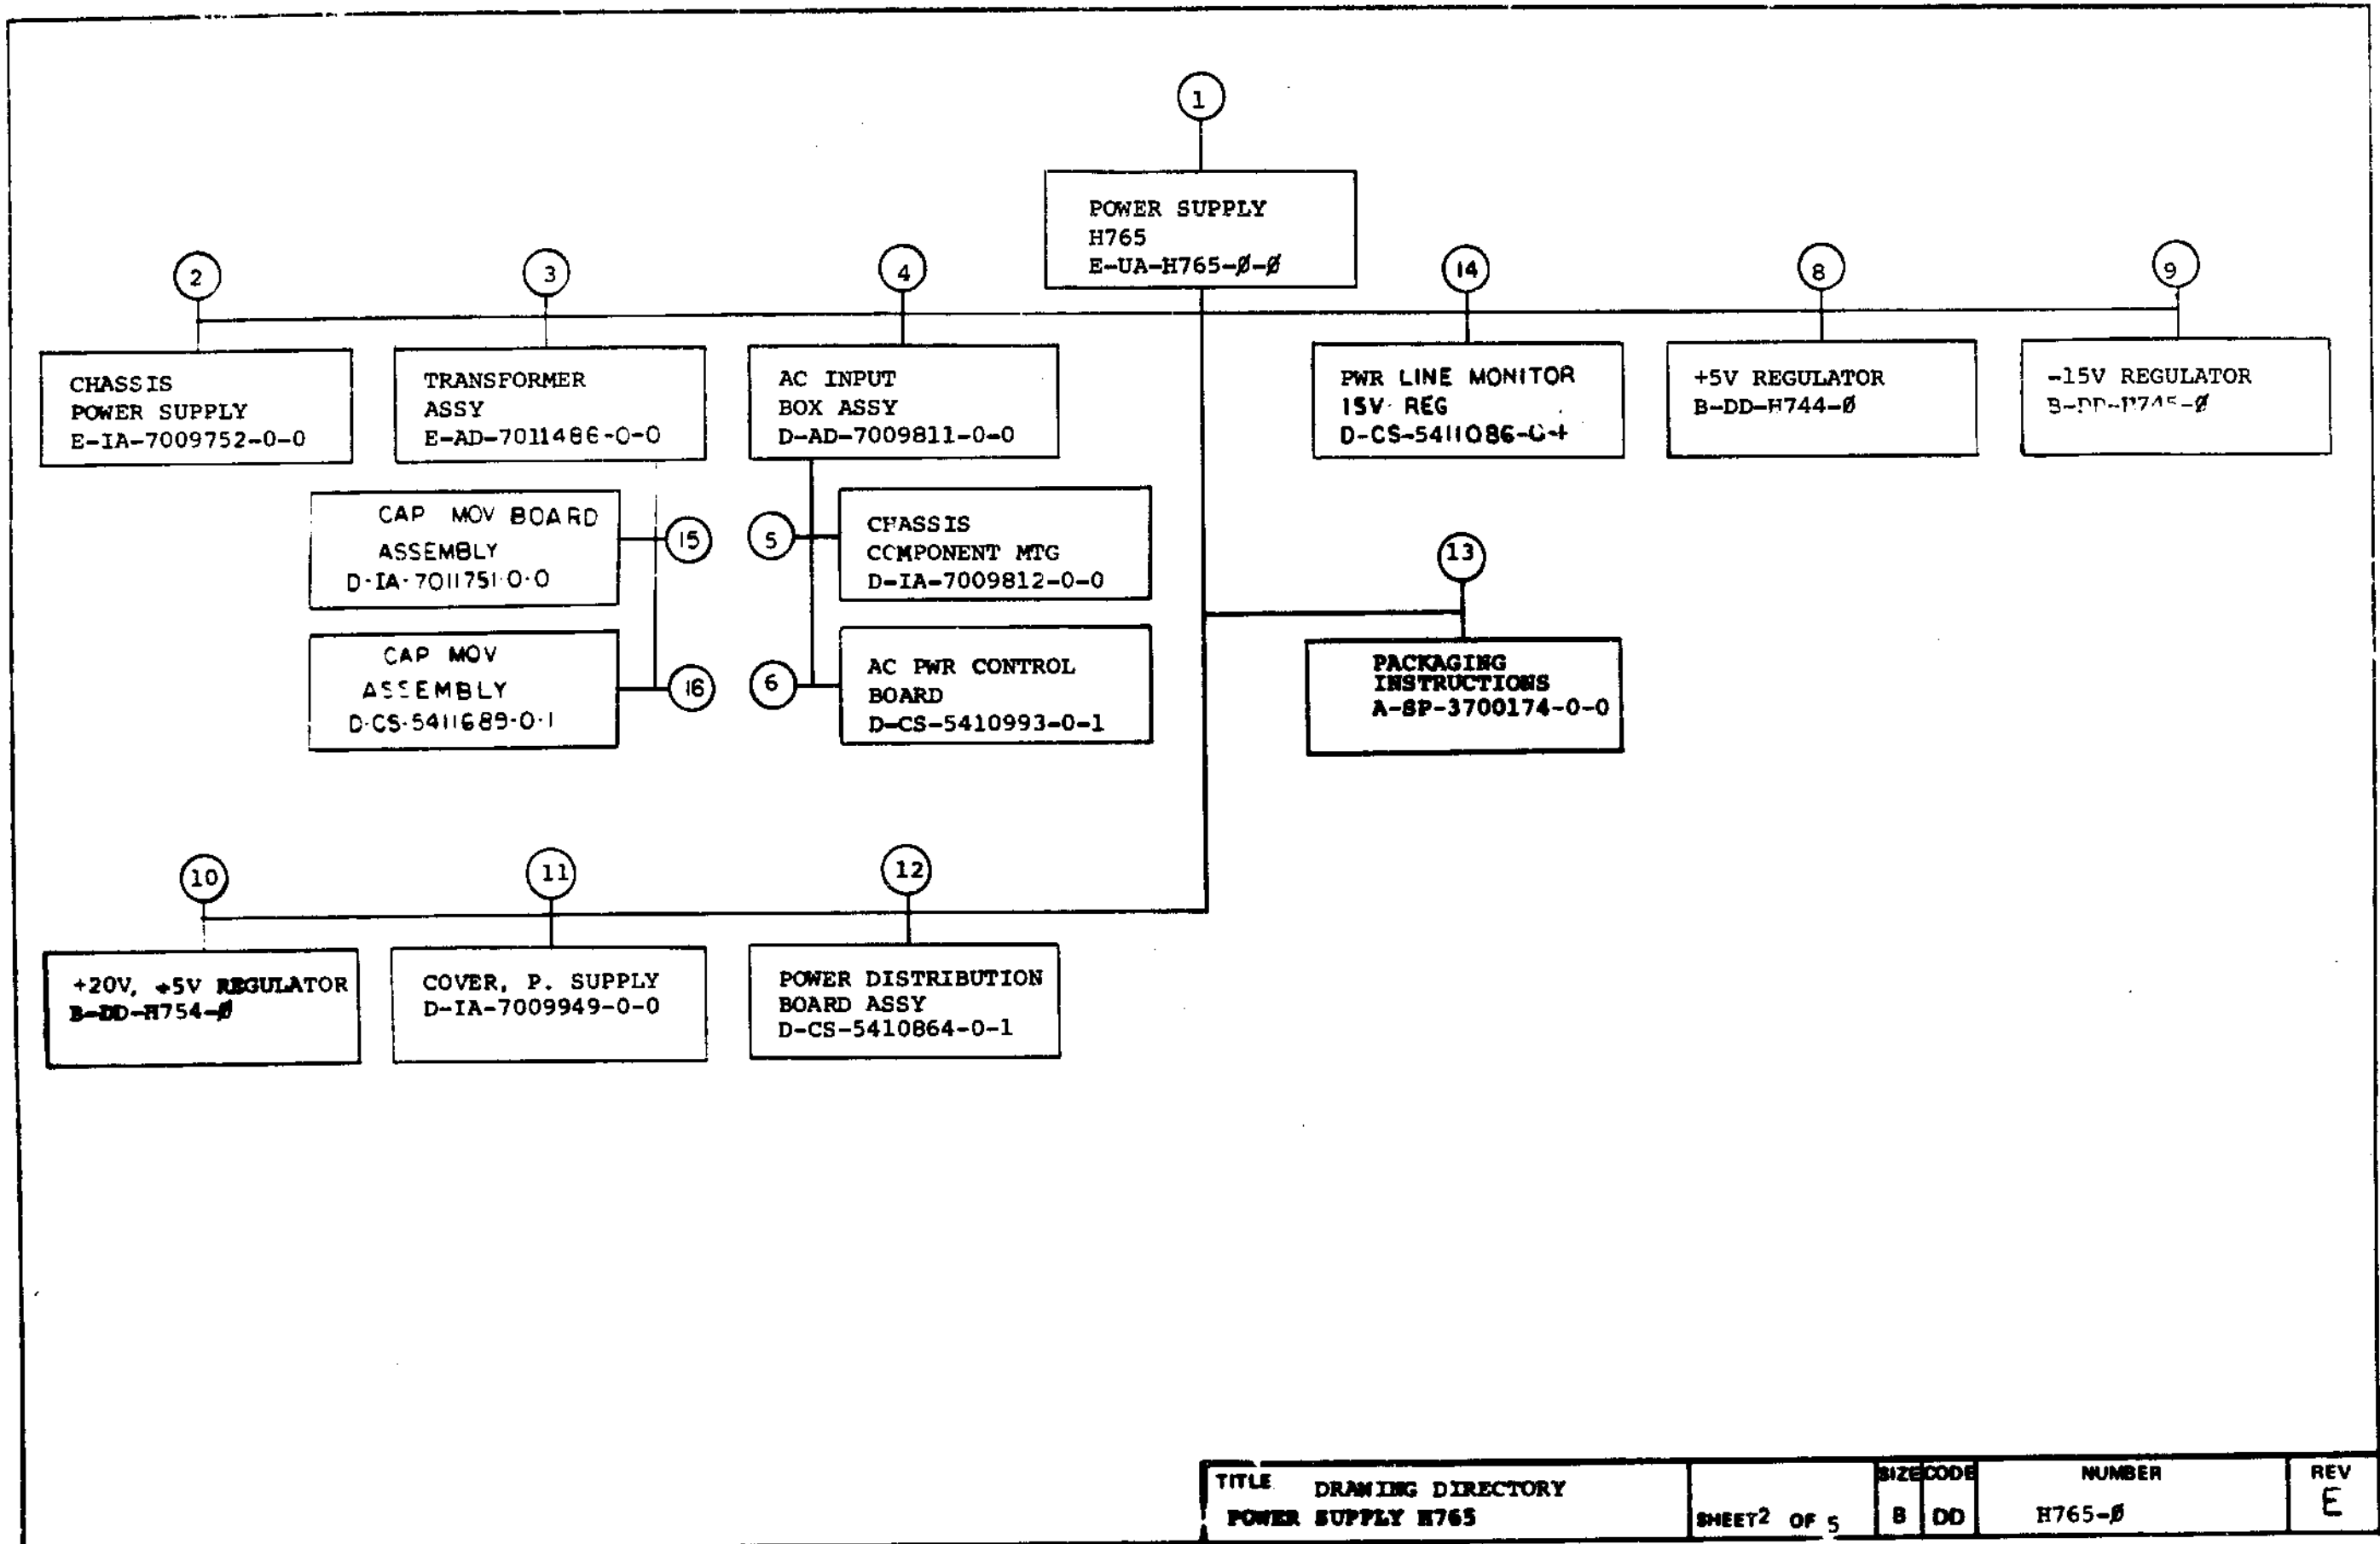 1
POWER SUPPLY
H765
E-UA-H765-Ø-Ø
2
3
4
14
8
9
CHASSIS
POWER SUPPLY
E-IA-7009752-0-0
TRANSFORMER
ASSY
E-AD-7011486-0-0
AC INPUT
BOX ASSY
D-AD-7009811-0-0
PWR LINE MONITOR
15V REG
+5V REGULATOR
B-DD-H744-Ø
-15V REGULATOR
CAP MOV BOARD
ASSEMBLY
D-IA-7011751-0-0
15
5
CHASSIS
COMPONENT MTG
D-IA-7009812-0-0
CAP MOV
ASSEMBLY
D-CS-5411689-0-1
16
6
AC PWR CONTROL
BOARD
D-CS-5410993-0-1
13
PACKAGING
INSTRUCTIONS
A-SP-3700174-0-0
10
11
12
+20V, +5V REGULATOR
B-DD-H754-Ø
COVER, P. SUPPLY
D-IA-7009949-0-0
POWER DISTRIBUTION
BOARD ASSY
D-CS-5410864-0-1
TITLE DRAWING DIRECTORY
POWER SUPPLY H765
SHEET 2 OF 5
SIZE
B
CODE
DD
NUMBER
H765-Ø
REV
E